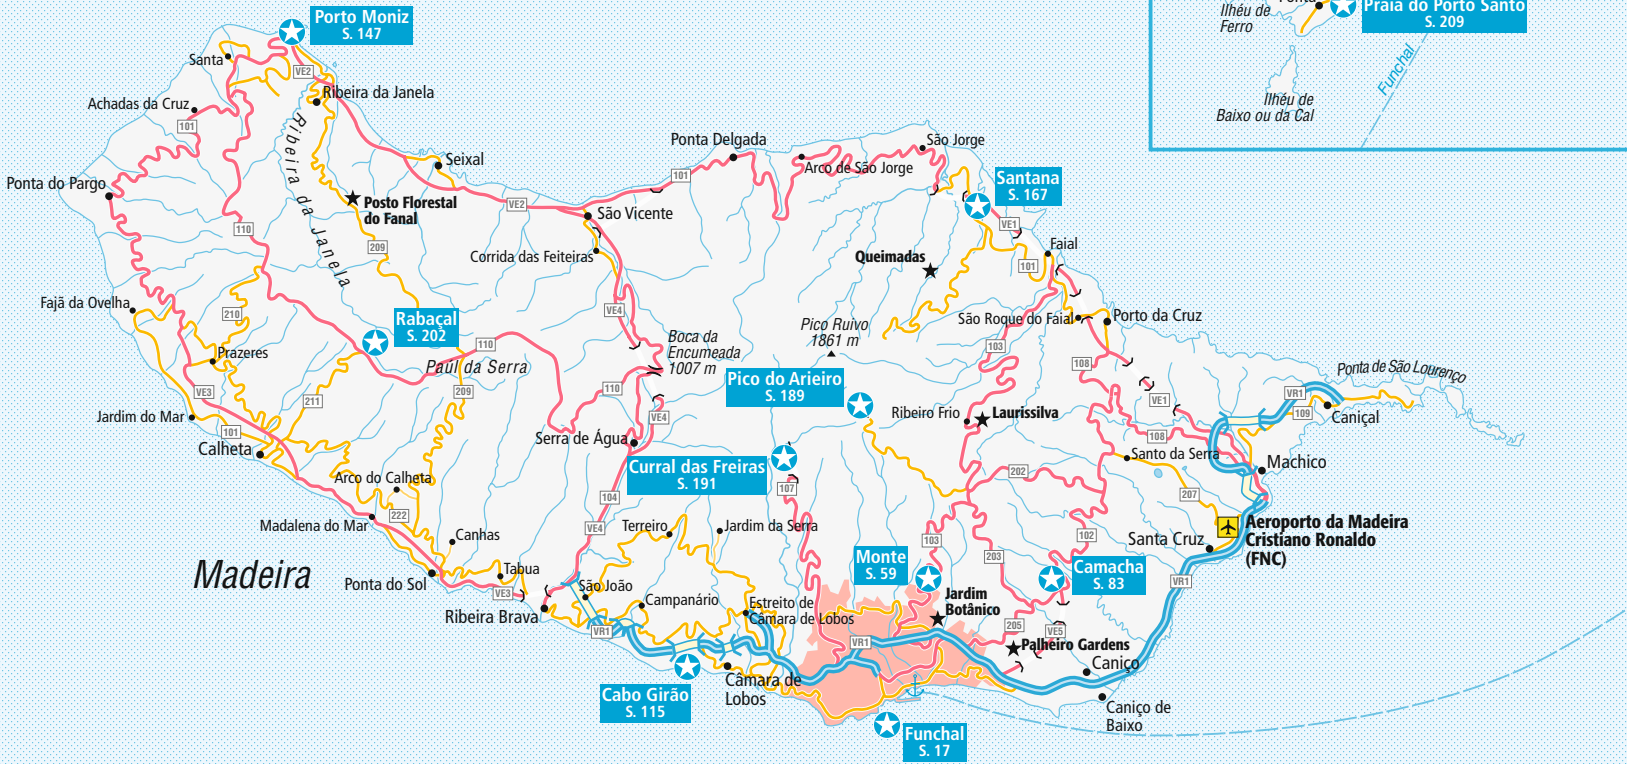 Porto Moniz
S. 147
Santa
VE2
Achadas da Cruz
101
Ribeira da Janela
Ribeira da Janela
Seixal
Ponta do Pargo
Posto Florestal
do Fanal
209
110
VE2
Fajã da Ovelha
210
Prazeres
Rabaçal
S. 202
110
Paúl da Serra
VE3
211
209
Jardim do Mar
101
Calheta
Arco do Calheta
222
Madalena do Mar
Canhas
Madeira
Ponta do Sol
Tabua
VE3
Ribeira Brava
Ponta Delgada
101
Arco de São Jorge
São Jorge
São Vicente
Corrida das Feiteiras
VE4
Boca da
Encumeada
1007 m
110
VE4
Serra de Água
104
VE4
Pico Ruivo
1861 m
Pico do Arieiro
S. 189
Curral das Freiras
S. 191
107
Terreiro
Jardim da Serra
São João
Campanário
VR1
Estreito de
Câmara de Lobos
Cabo Girão
S. 115
Câmara de
Lobos
Santana
S. 167
VE1
Queimadas
Faial
101
São Roque do Faial
Porto da Cruz
103
108
VE1
Ribeiro Frio
Laurissilva
108
Santo da Serra
202
207
VR1
109
Ponta de São Lourenço
Caniçal
Machico
Aeroporto da Madeira
Cristiano Ronaldo
(FNC)
Santa Cruz
VR1
103
203
102
Monte
S. 59
Camacha
S. 83
Jardim
Botânico
205
VE5
Palheiro Gardens
VR1
Caniço
Caniço de
Baixo
Funchal
S. 17
Ilhéu de
Ferro
Praia do Porto Santo
S. 209
Funchal
Ilhéu de
Baixo ou da Cal